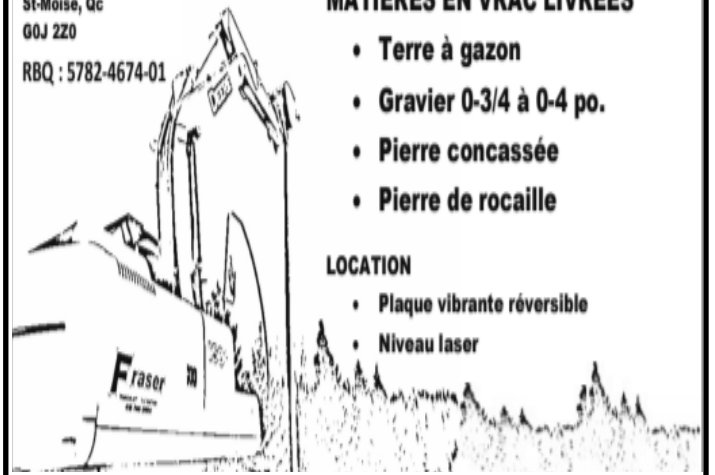 St-Moise, Qc
G0J 2Z0
RBQ : 5782-4674-01
MATIÈRES EN VRAC LIVRÉES
• Terre à gazon
• Gravier 0-3/4 à 0-4 po.
• Pierre concassée
• Pierre de rocaille
LOCATION
• Plaque vibrante réversible
• Niveau laser
Fraser